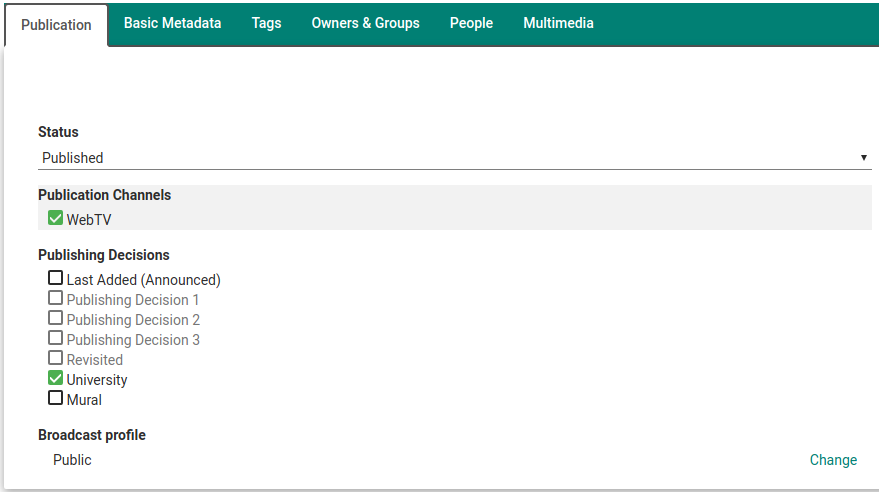 Publication Basic Metadata Tags Owners & Groups People Multimedia
Status
Published
Publication Channels
WebTV
Publishing Decisions
Last Added (Announced)
Publishing Decision 1
Publishing Decision 2
Publishing Decision 3
Revisited
University
Mural
Broadcast profile
Public Change